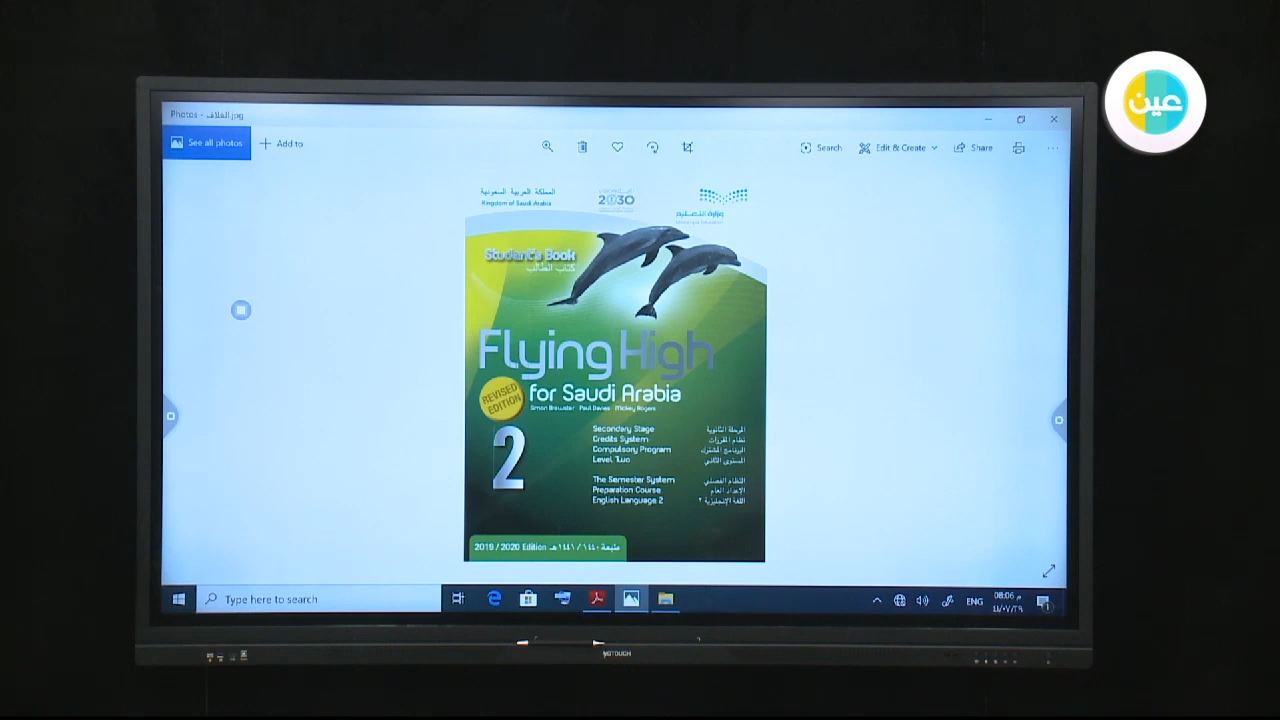 عين
Photos - الغلاف.jpg
See all photos
Add to
Search
Edit & Create
Share
المملكة العربية السعودية
Kingdom of Saudi Arabia
2030
وزارة التعليم
Student's Book
كتاب الطالب
Flying High
for Saudi Arabia
REVISED EDITION
Simon Brewster Paul Davies Mickey Rogers
2
Secondary Stage المرحلة الثانوية
Credits System نظام المقررات
Compulsory Program البرنامج المشترك
Level Two المستوى الثاني
The Semester System النظام الفصلي
Preparation Course الإعداد العام
English Language 2 اللغة الإنجليزية ٢
2019 / 2020 Edition طبعة ١٤٤٠ / ١٤٤١ هـ
Type here to search
ENG
08:06 م
٤١/٠٧/٢٩
1